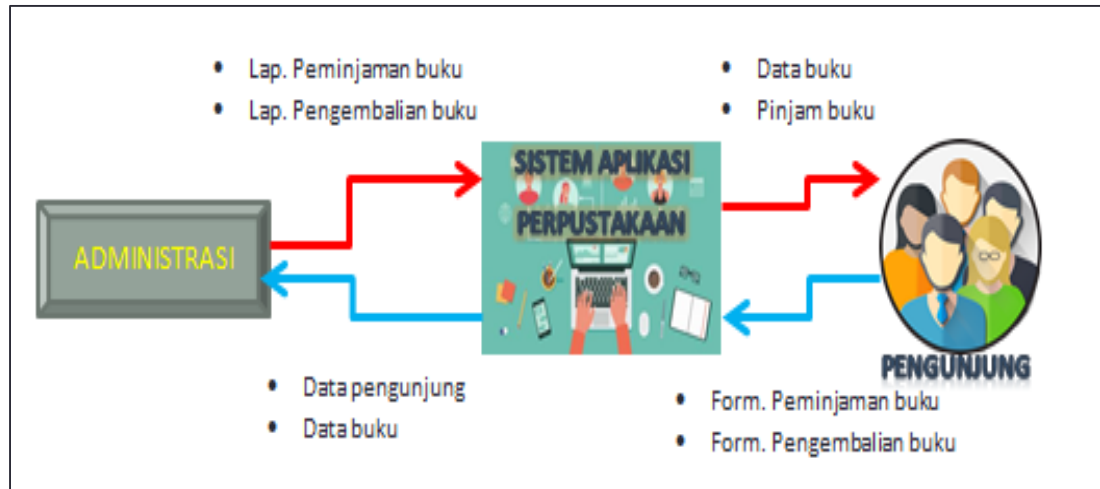 • Lap. Peminjaman buku
• Lap. Pengembalian buku
• Data buku
• Pinjam buku
SISTEM APLIKASI
PERPUSTAKAAN
ADMINISTRASI
PENGUNJUNG
• Data pengunjung
• Data buku
• Form. Peminjaman buku
• Form. Pengembalian buku